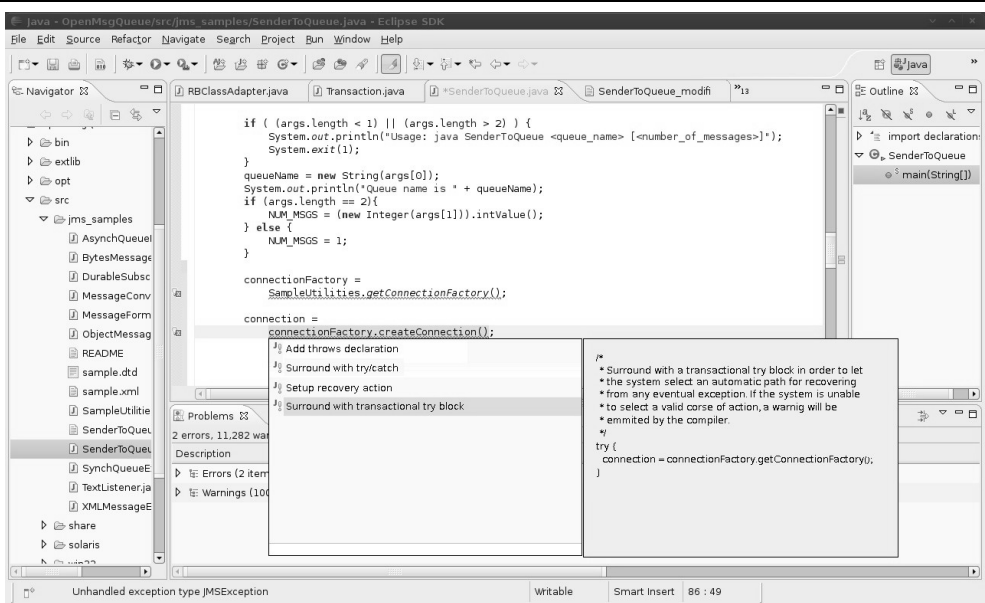 Java - OpenMsgQueue/src/jms_samples/SenderToQueue.java - Eclipse SDK
File Edit Source Refactor Navigate Search Project Run Window Help
Java
Navigator
RBClassAdapter.java
Transaction.java
*SenderToQueue.java
SenderToQueue_modifi
»13
Outline
bin
extlib
opt
src
jms_samples
AsynchQueueI
BytesMessage
DurableSubsc
MessageConv
MessageForm
ObjectMessag
README
sample.dtd
sample.xml
SampleUtilitie
SenderToQueu
SenderToQueu
SynchQueueE
TextListener.ja
XMLMessageE
share
solaris
if ( (args.length < 1) || (args.length > 2) ) {
System.out.println("Usage: java SenderToQueue <queue_name> [<number_of_messages>]");
System.exit(1);
}
queueName = new String(args[0]);
System.out.println("Queue name is " + queueName);
if (args.length == 2){
NUM_MSGS = (new Integer(args[1])).intValue();
} else {
NUM_MSGS = 1;
}
connectionFactory =
SampleUtilities.getConnectionFactory();
connection =
connectionFactory.createConnection();
Add throws declaration
Surround with try/catch
Setup recovery action
Surround with transactional try block
/*
* Surround with a transactional try block in order to let
* the system select an automatic path for recovering
* from any eventual exception. If the system is unable
* to select a valid corse of action, a warnig will be
* emmited by the compiler.
*/
try {
connection = connectionFactory.getConnectionFactory();
}
import declaration
SenderToQueue
main(String[])
Problems
2 errors, 11,282 war
Description
Errors (2 item
Warnings (100
Unhandled exception type JMSException
Writable
Smart Insert
86 : 49